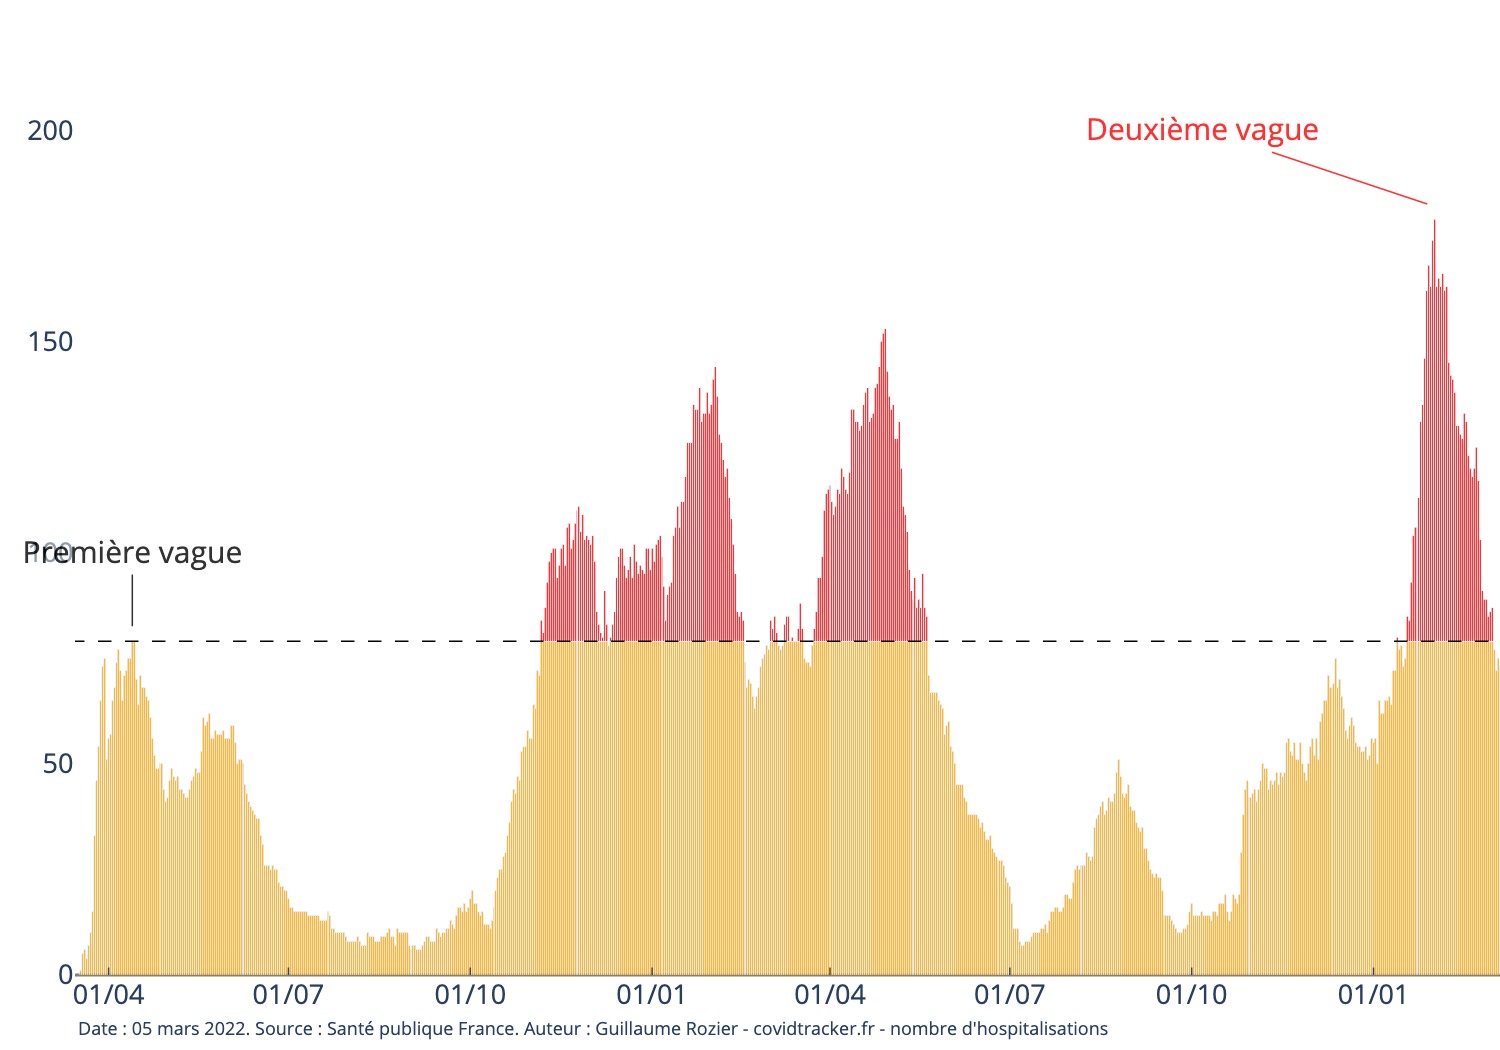 200
Deuxième vague
150
100
Première vague
50
0
01/04 01/07 01/10 01/01 01/04 01/07 01/10 01/01
Date : 05 mars 2022. Source : Santé publique France. Auteur : Guillaume Rozier - covidtracker.fr - nombre d'hospitalisations